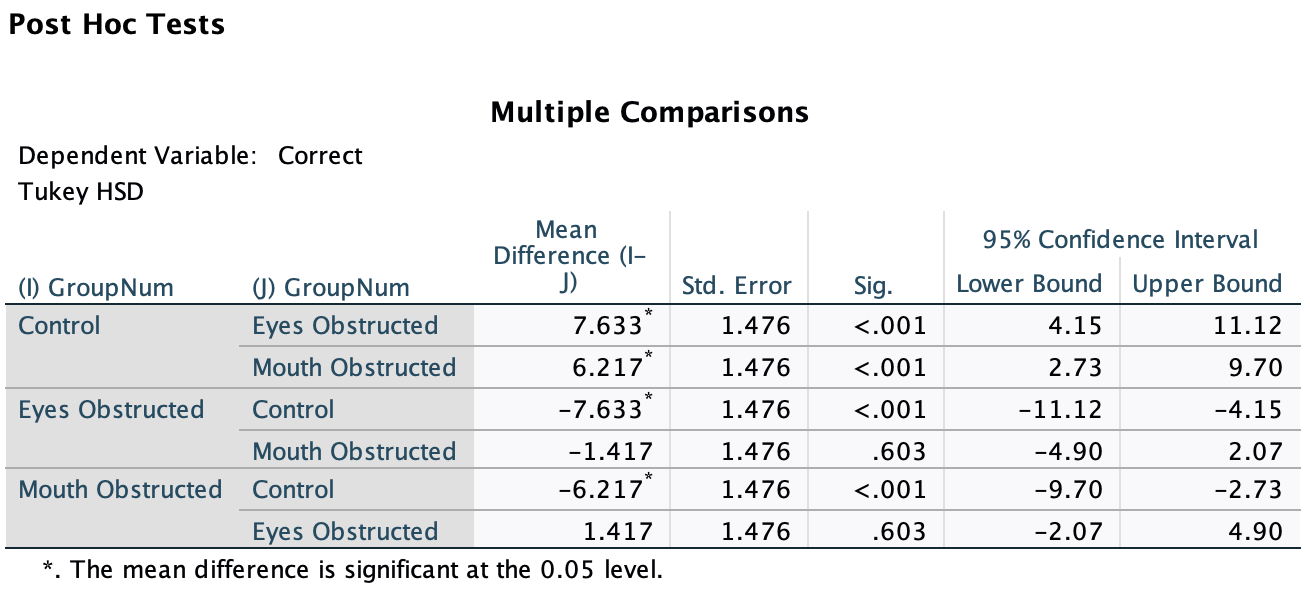 Post Hoc Tests
Multiple Comparisons
Dependent Variable: Correct
Tukey HSD
(I) GroupNum (J) GroupNum Mean Difference (I–J) Std. Error Sig. 95% Confidence Interval
Lower Bound Upper Bound
Control Eyes Obstructed 7.633* 1.476 <.001 4.15 11.12
Mouth Obstructed 6.217* 1.476 <.001 2.73 9.70
Eyes Obstructed Control −7.633* 1.476 <.001 −11.12 −4.15
Mouth Obstructed −1.417 1.476 .603 −4.90 2.07
Mouth Obstructed Control −6.217* 1.476 <.001 −9.70 −2.73
Eyes Obstructed 1.417 1.476 .603 −2.07 4.90
*. The mean difference is significant at the 0.05 level.